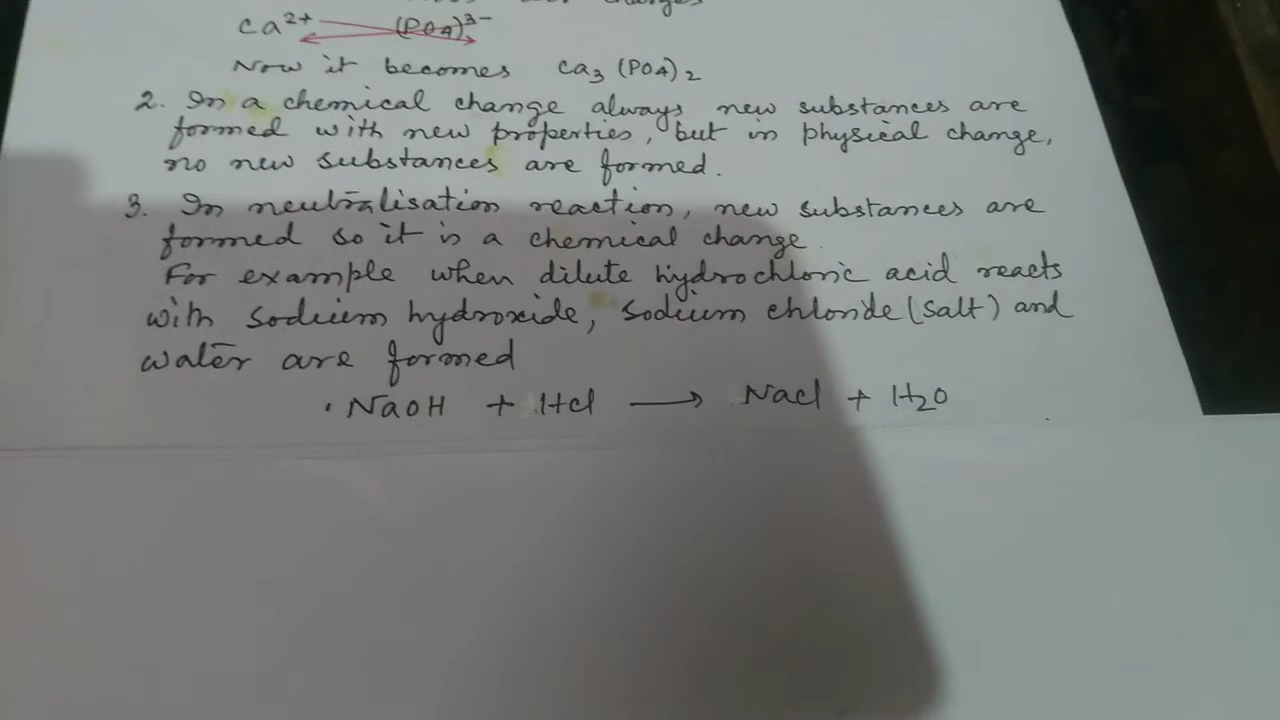 charges
Ca²⁺ (PO4)³⁻
Now it becomes Ca₃ (PO4)₂
2. In a chemical change always new substances are
formed with new properties, but in physical change,
no new substances are formed.
3. In neutralisation reaction, new substances are
formed so it is a chemical change.
For example when dilute hydrochloric acid reacts
with sodium hydroxide, sodium chloride (salt) and
water are formed
NaOH + HCl ⟶ NaCl + H₂O